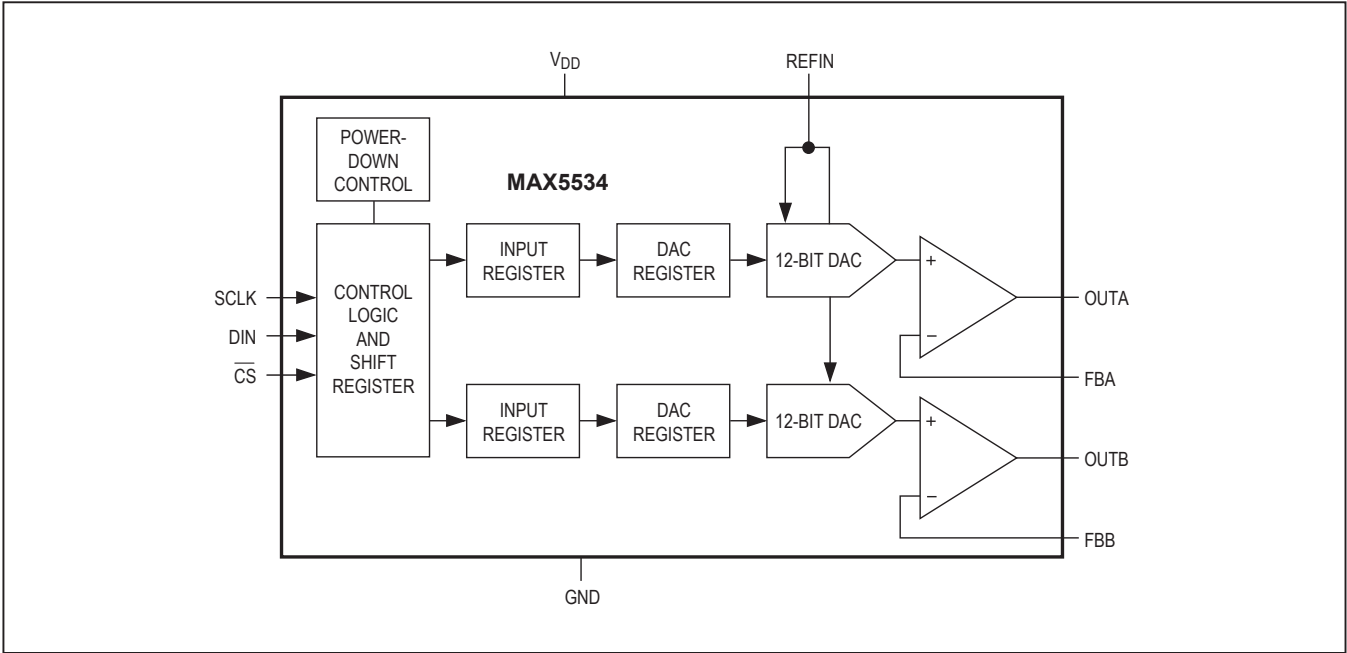 VDD
REFIN
POWER-
DOWN
CONTROL
MAX5534
INPUT
REGISTER
DAC
REGISTER
12-BIT DAC
+
−
SCLK
DIN
C̅S̅
CONTROL
LOGIC
AND
SHIFT
REGISTER
OUTA
FBA
INPUT
REGISTER
DAC
REGISTER
12-BIT DAC
+
−
OUTB
FBB
GND